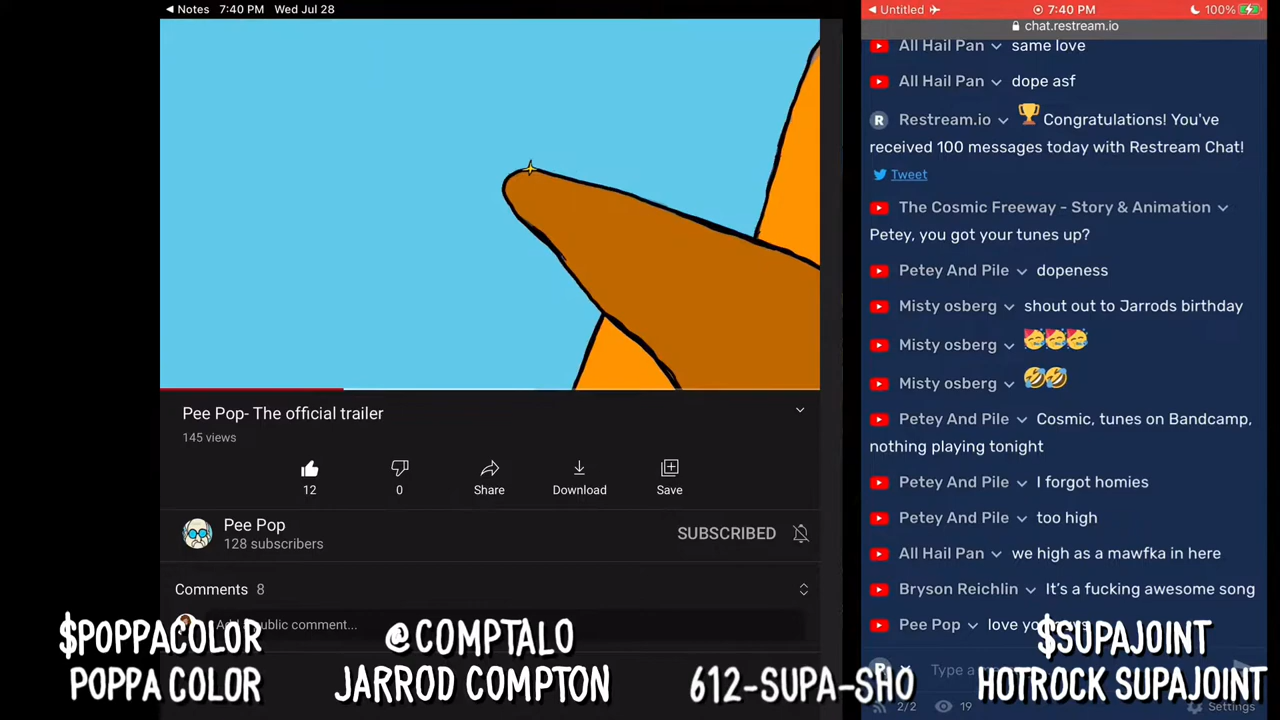 Notes 7:40 PM Wed Jul 28
Pee Pop- The official trailer
145 views
12 0 Share Download Save
Pee Pop
128 subscribers
SUBSCRIBED
Comments 8
public comment...
$POPPACOLOR
POPPA COLOR
@COMPTALO
JARROD COMPTON
612-SUPA-SHO
$SUPAJOINT
HOTROCK SUPAJOINT
Untitled 7:40 PM 100%
chat.restream.io
All Hail Pan same love
All Hail Pan dope asf
R Restream.io 🏆 Congratulations! You've
received 100 messages today with Restream Chat!
Tweet
The Cosmic Freeway - Story & Animation
Petey, you got your tunes up?
Petey And Pile dopeness
Misty osberg shout out to Jarrods birthday
Misty osberg 🥳🥳🥳
Misty osberg 🤣🤣
Petey And Pile Cosmic, tunes on Bandcamp,
nothing playing tonight
Petey And Pile I forgot homies
Petey And Pile too high
All Hail Pan we high as a mawfka in here
Bryson Reichlin It’s a fucking awesome song
Pee Pop love
Type a
2/2 19 Settings